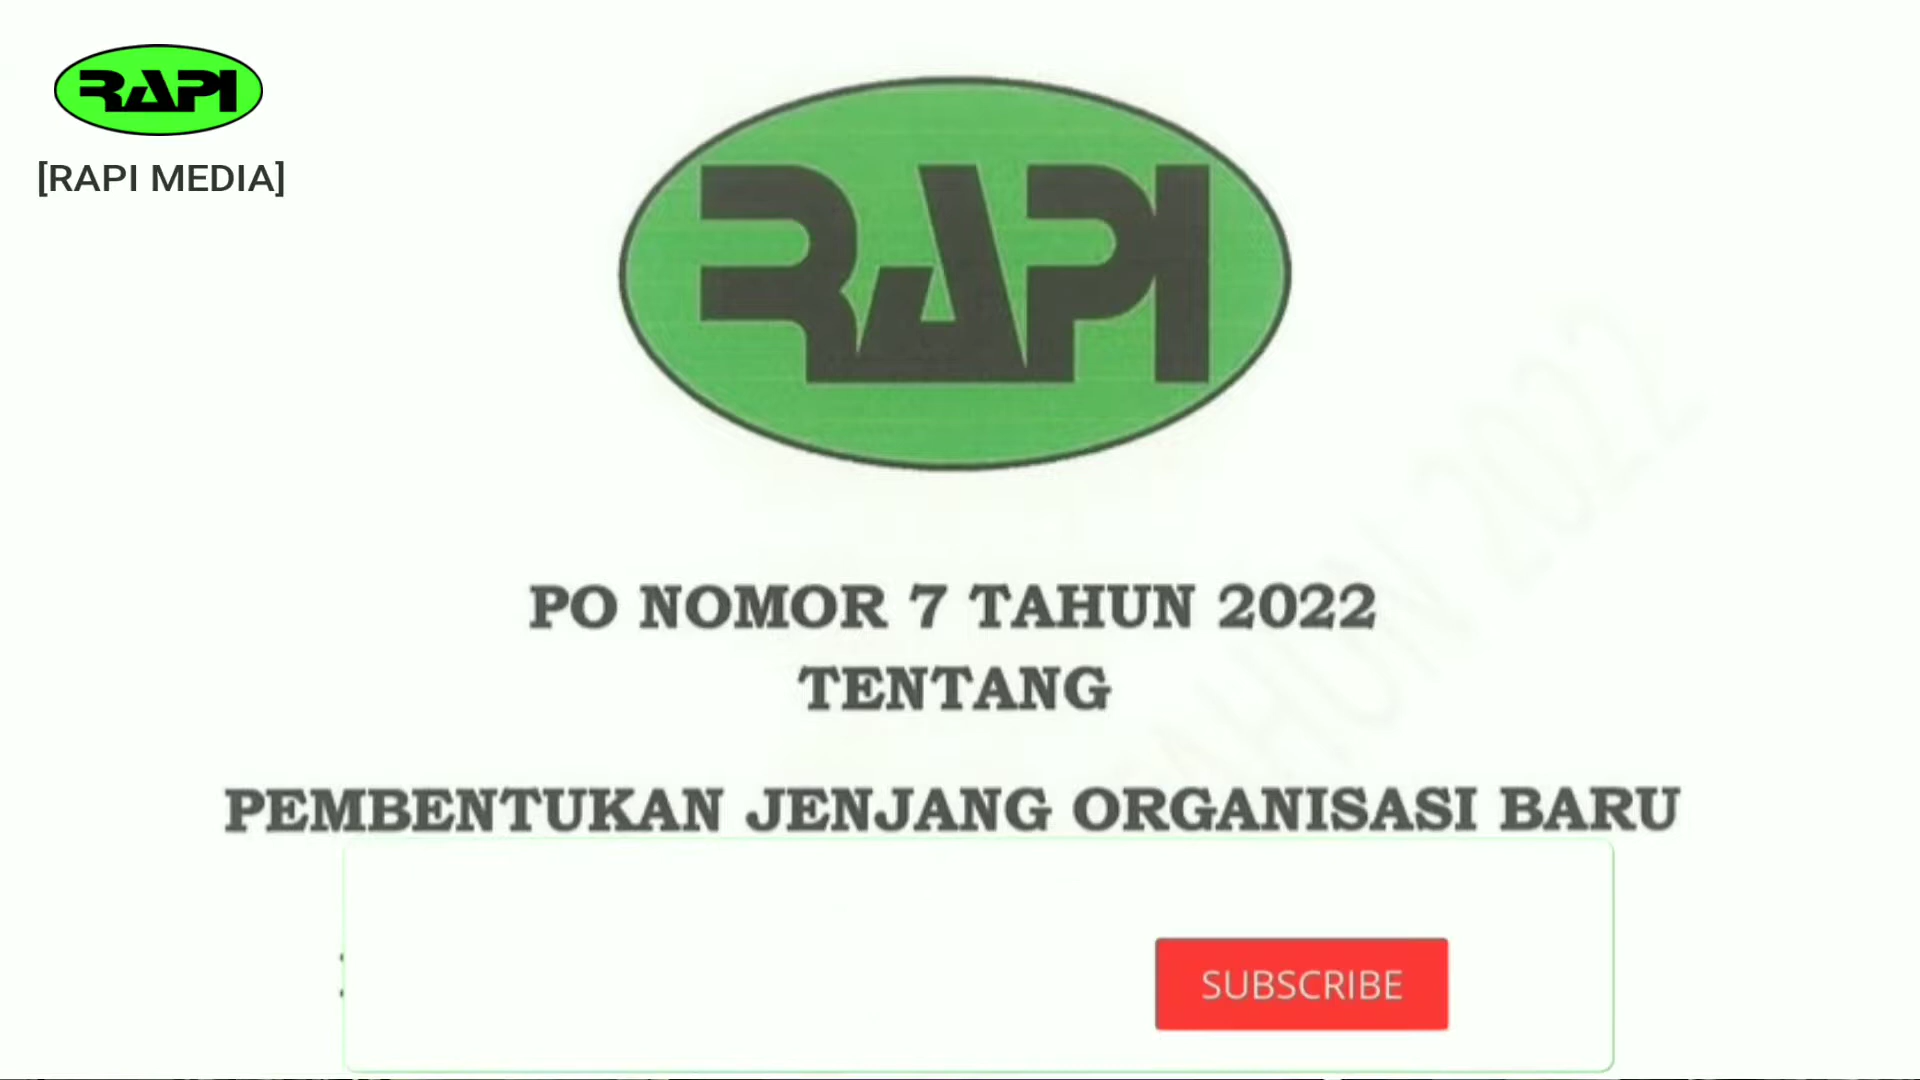 RAPI
[RAPI MEDIA]
RAPI
PO NOMOR 7 TAHUN 2022
TENTANG
PEMBENTUKAN JENJANG ORGANISASI BARU
SUBSCRIBE